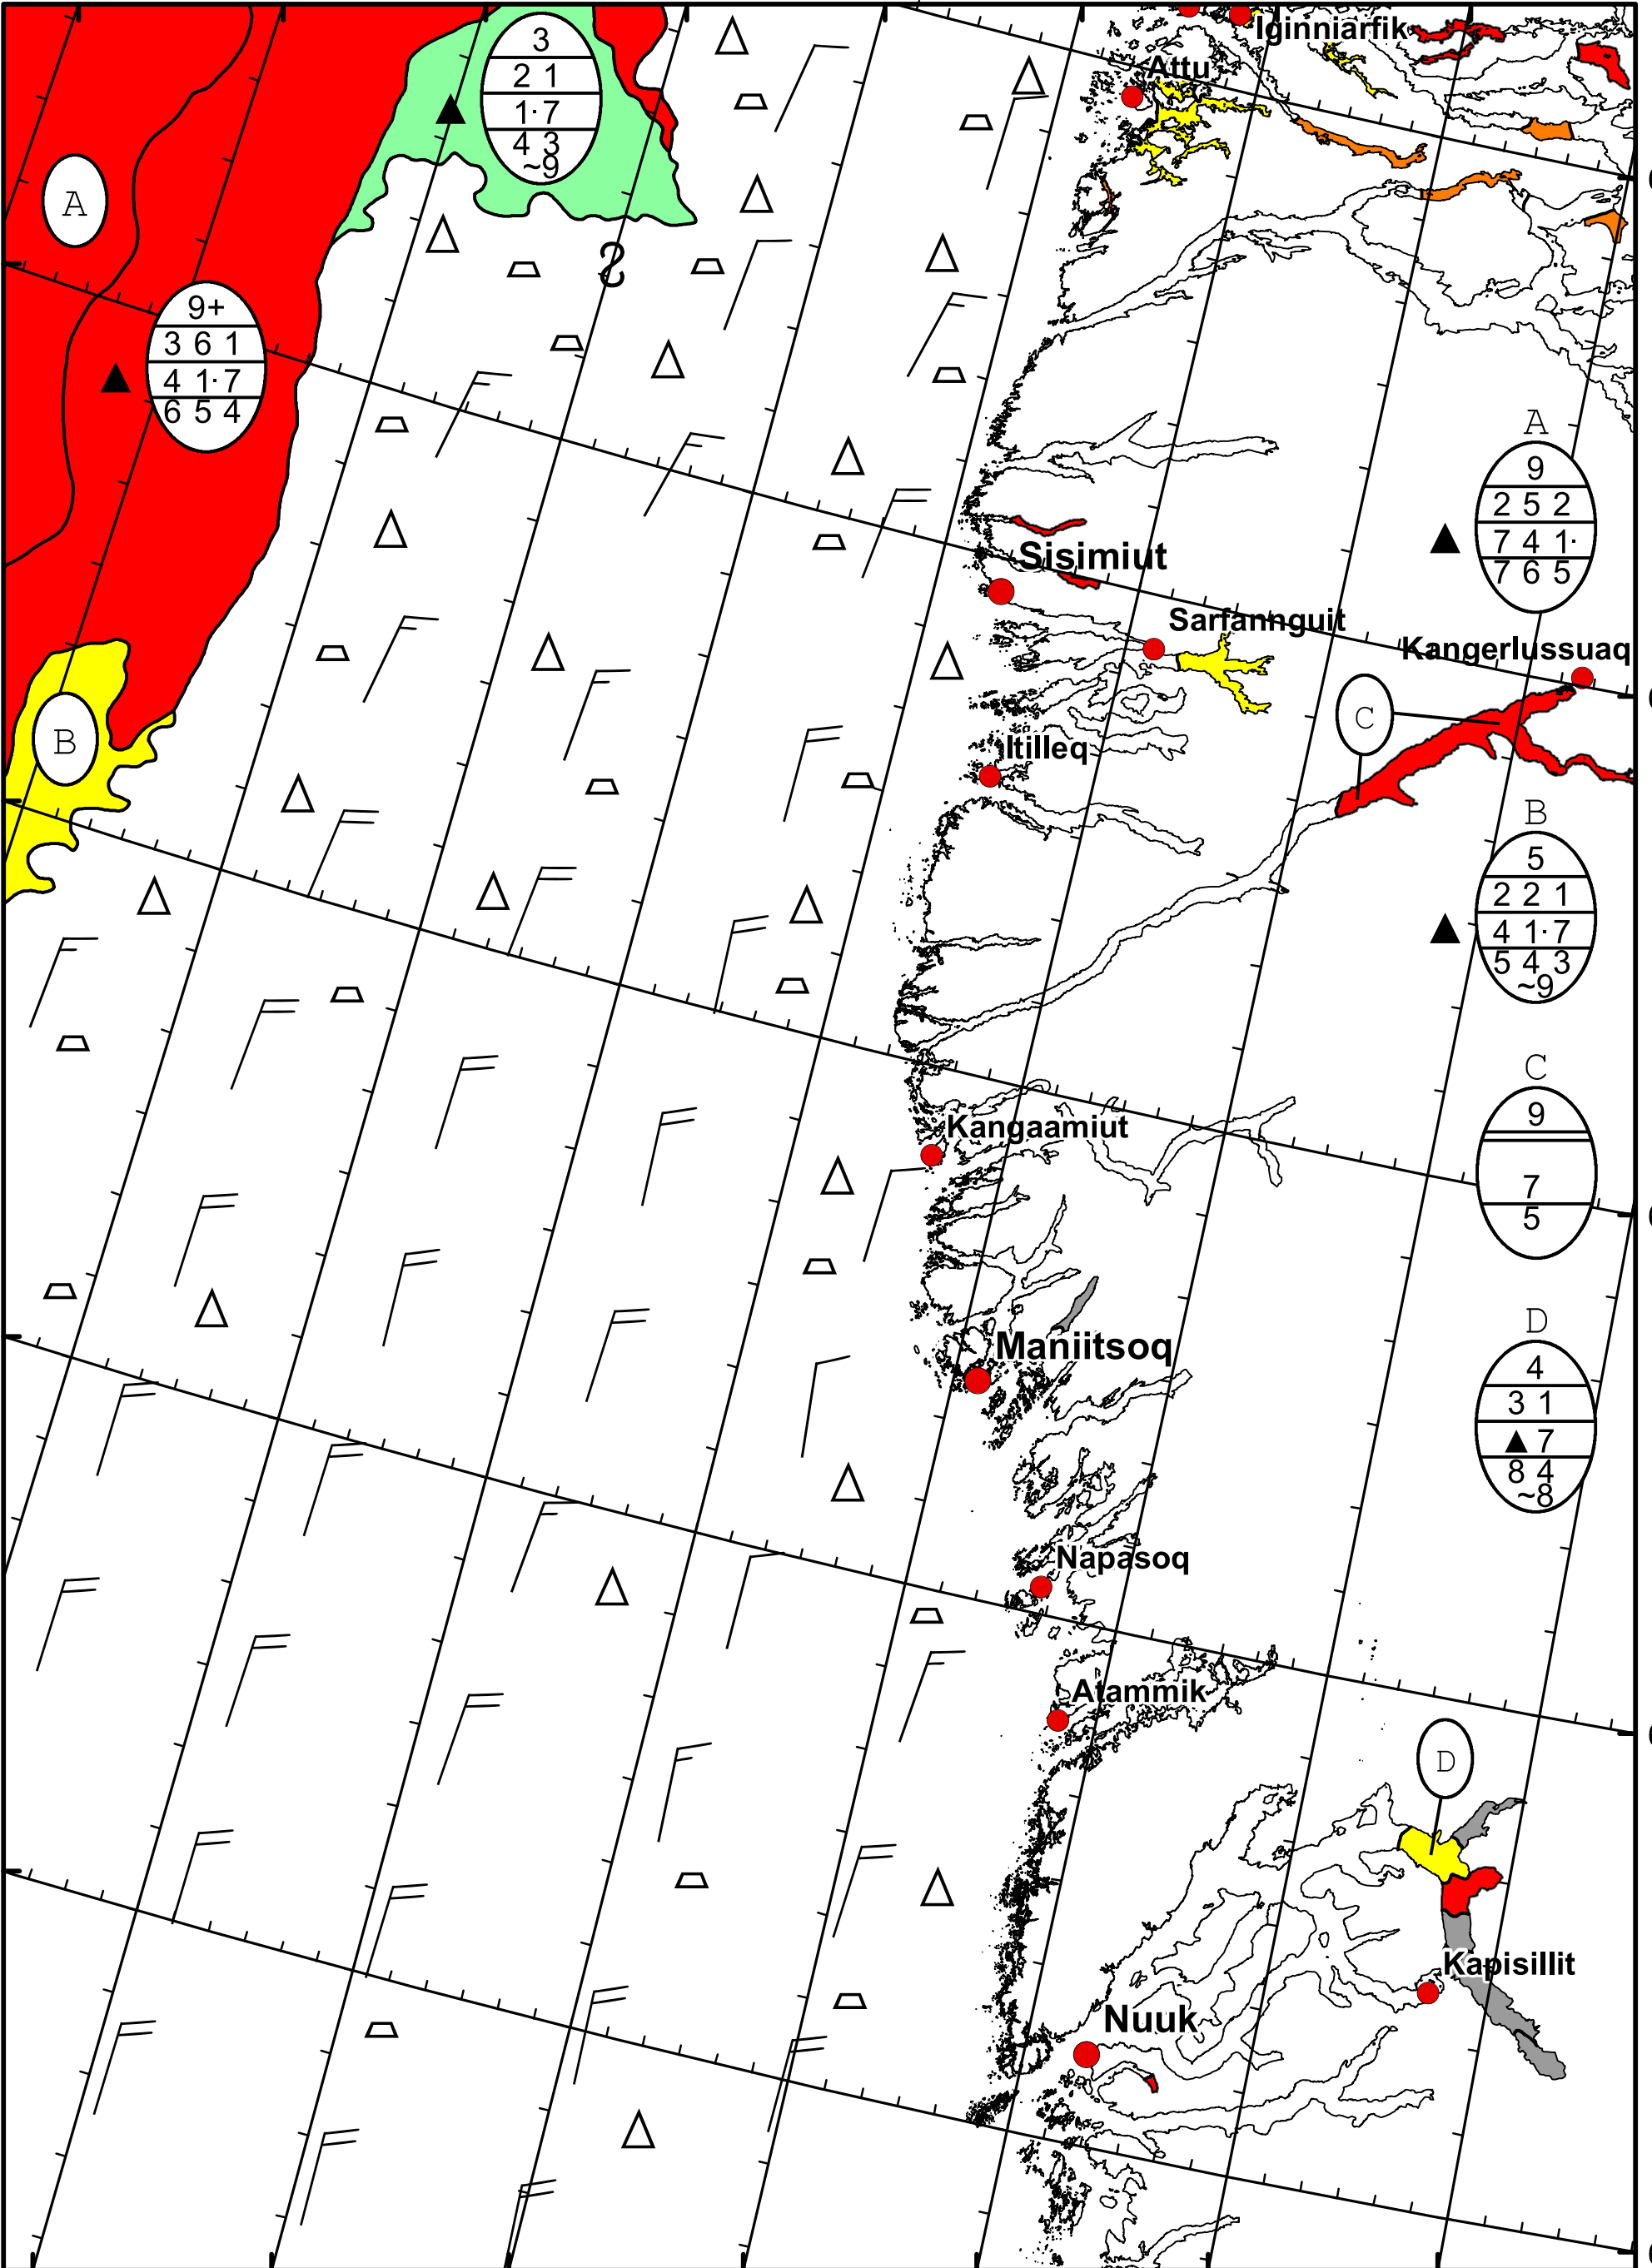 3
2 1
1·7
4 3
~9
Iginniarfik
Attu
A
9+
3 6 1
4 1·7
6 5 4
A
9
2 5 2
7 4 1·
7 6 5
Sisimiut
Sarfannguit
Kangerlussuaq
C
B
Itilleq
B
5
2 2 1
4 1·7
5 4 3
~9
C
9
7
5
Kangaamiut
D
4
3 1
▲ 7
8 4
~8
Maniitsoq
Napasoq
Atammik
D
Kapisillit
Nuuk